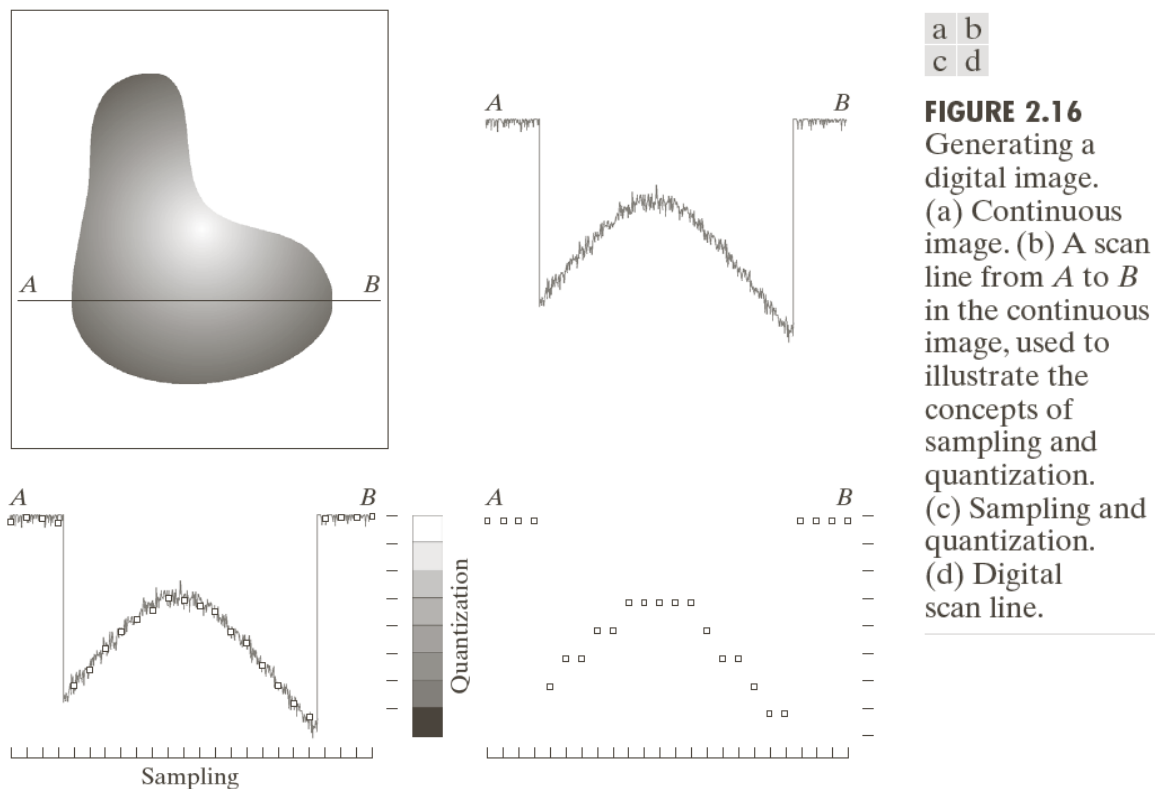 A
B
A
B
A
B
Quantization
Sampling
A
B
a b
c d
FIGURE 2.16
Generating a
digital image.
(a) Continuous
image. (b) A scan
line from A to B
in the continuous
image, used to
illustrate the
concepts of
sampling and
quantization.
(c) Sampling and
quantization.
(d) Digital
scan line.